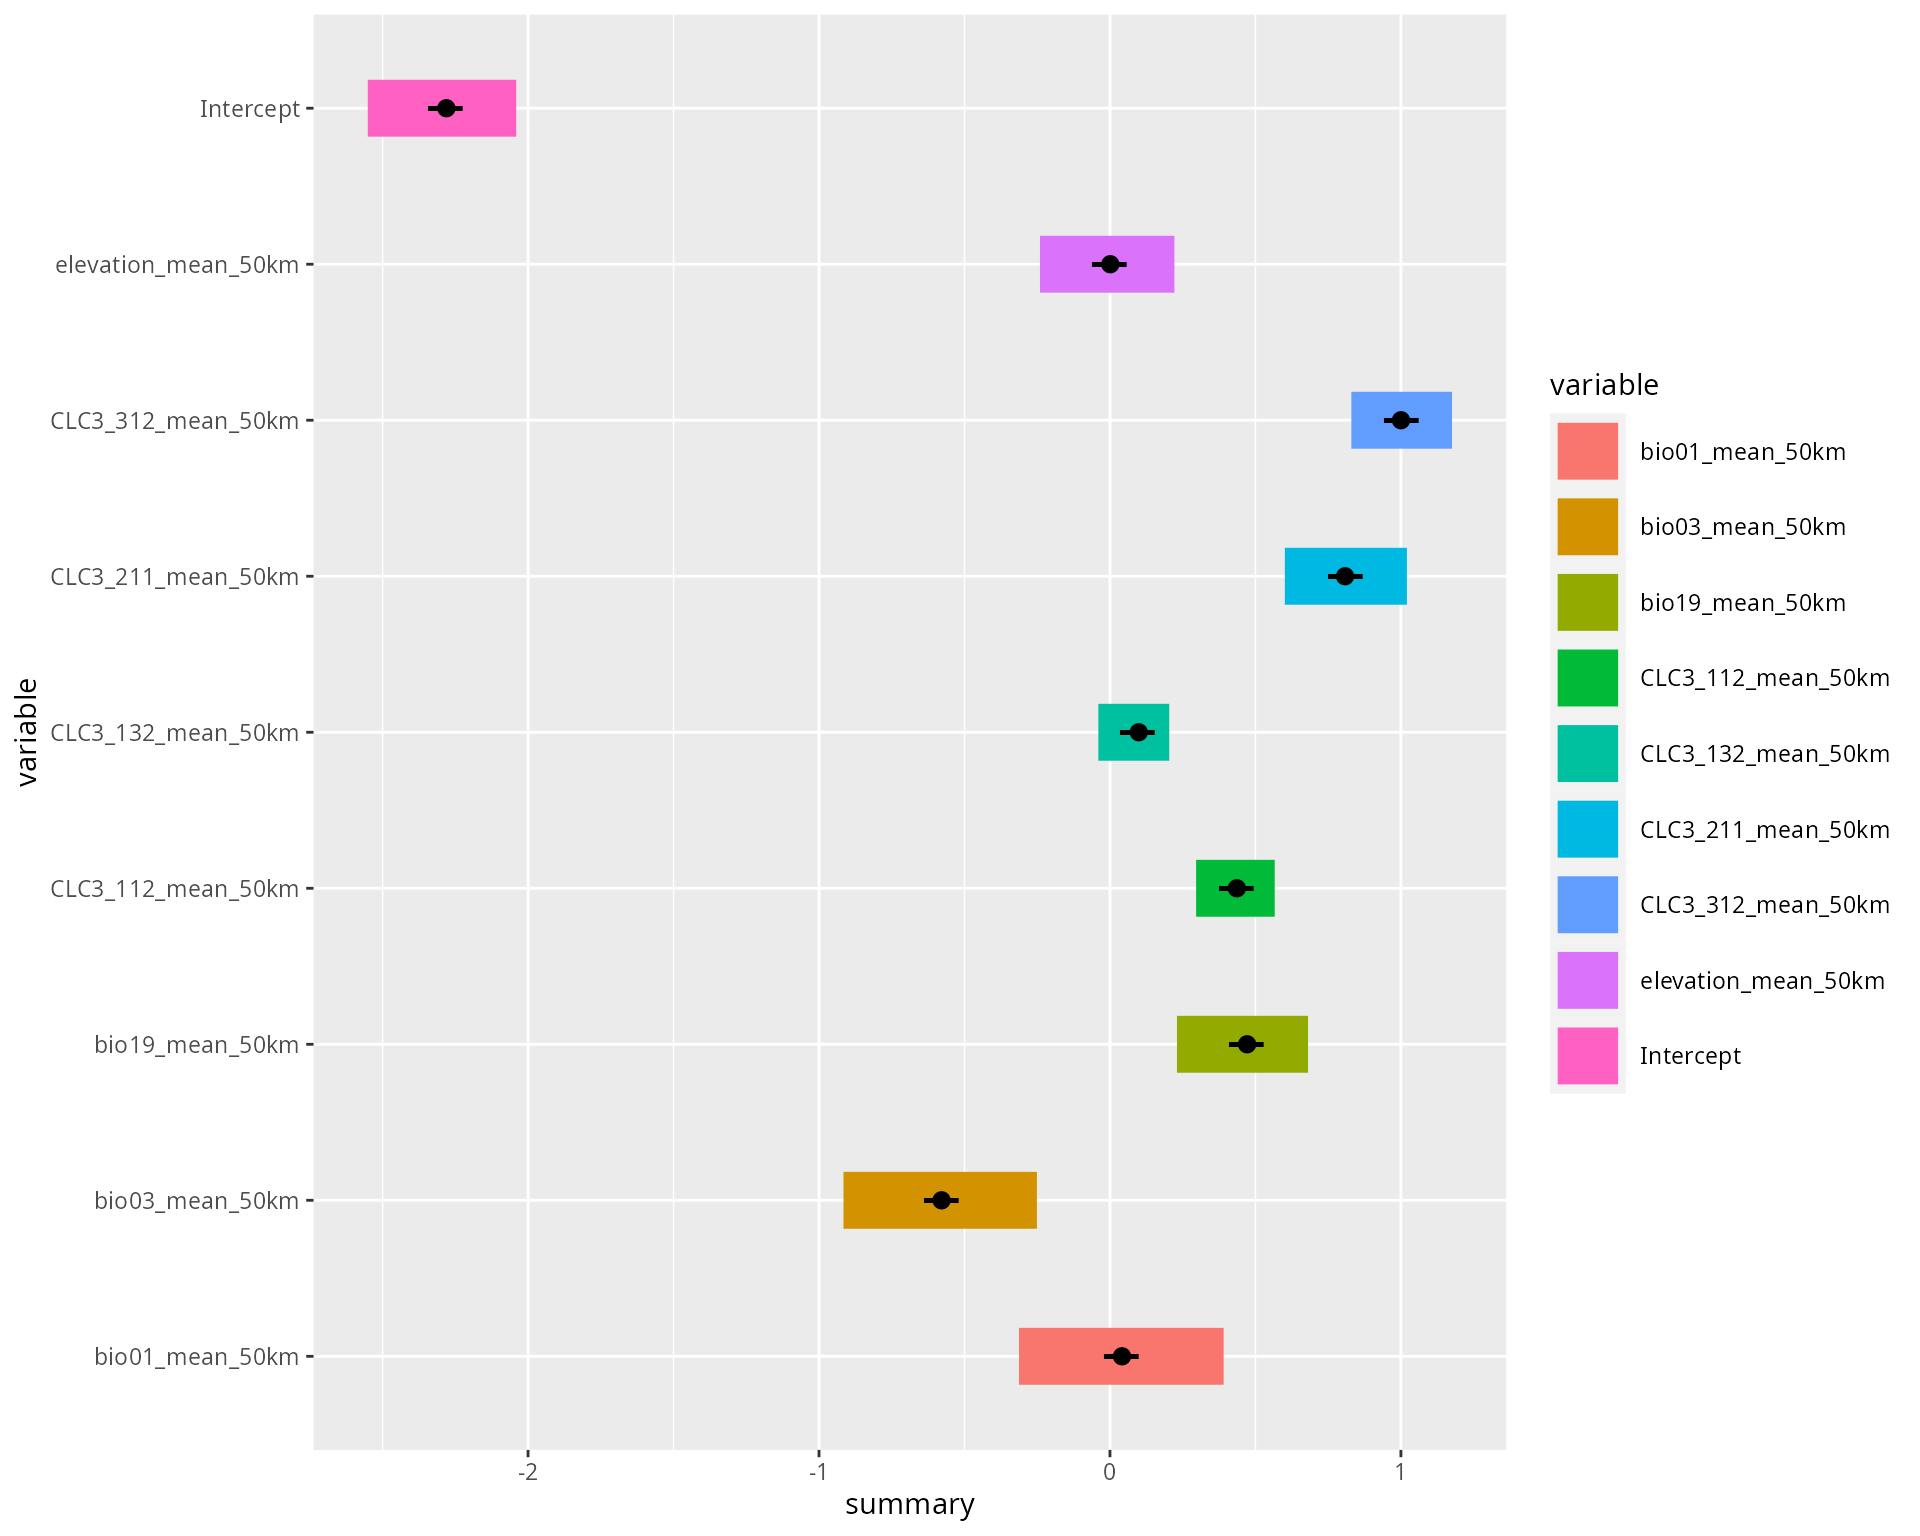 variable
Intercept
elevation_mean_50km
CLC3_312_mean_50km
CLC3_211_mean_50km
CLC3_132_mean_50km
CLC3_112_mean_50km
bio19_mean_50km
bio03_mean_50km
bio01_mean_50km
-2
-1
0
1
summary
variable
bio01_mean_50km
bio03_mean_50km
bio19_mean_50km
CLC3_112_mean_50km
CLC3_132_mean_50km
CLC3_211_mean_50km
CLC3_312_mean_50km
elevation_mean_50km
Intercept